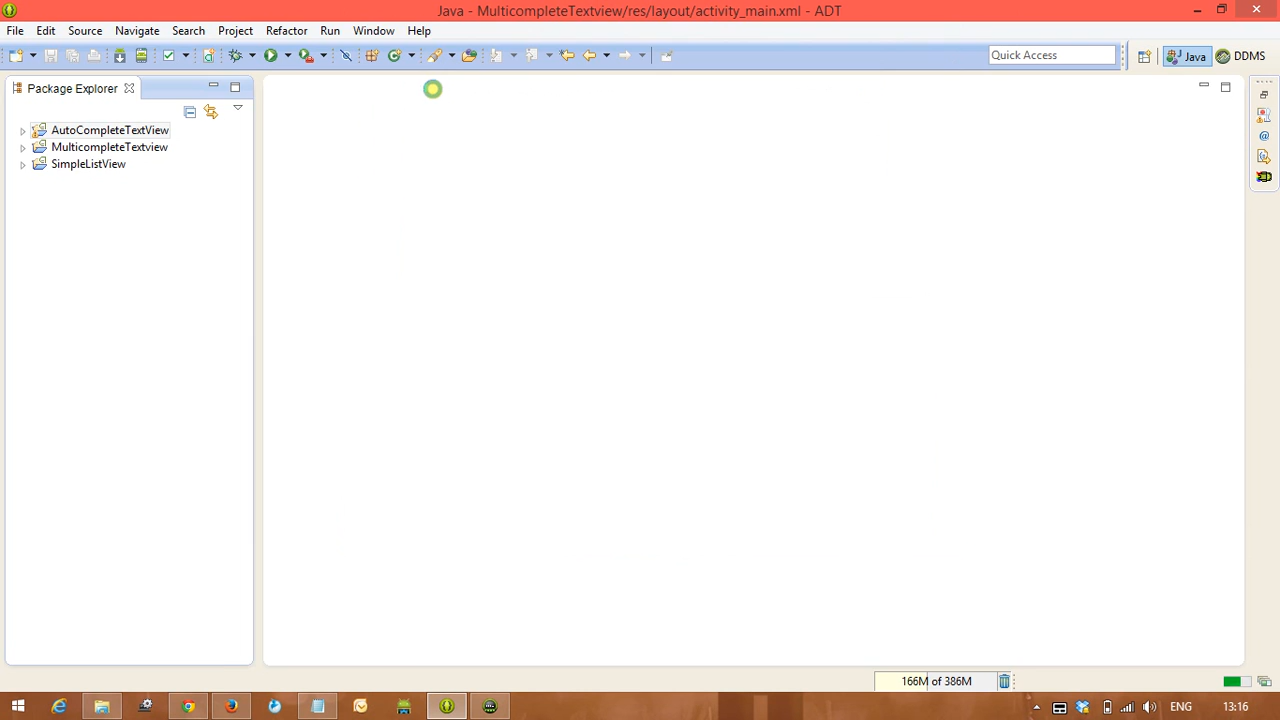 Java - MulticompleteTextview/res/layout/activity_main.xml - ADT
File Edit Source Navigate Search Project Refactor Run Window Help
Quick Access
Java
DDMS
Package Explorer
AutoCompleteTextView
MulticompleteTextview
SimpleListView
166M of 386M
ENG
13:16